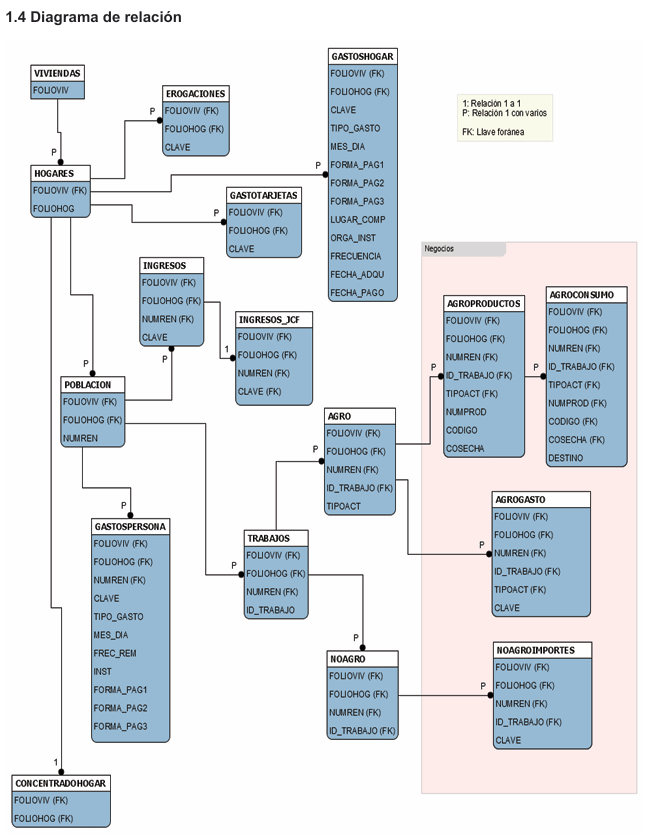 1.4 Diagrama de relación
VIVIENDAS
FOLIOVIV
P
HOGARES
FOLIOVIV (FK)
FOLIOHOG
P
EROGACIONES
FOLIOVIV (FK)
FOLIOHOG (FK)
CLAVE
P
GASTOSHOGAR
FOLIOVIV (FK)
FOLIOHOG (FK)
CLAVE
TIPO_GASTO
MES_DIA
FORMA_PAG1
FORMA_PAG2
FORMA_PAG3
LUGAR_COMP
ORGA_INST
FRECUENCIA
FECHA_ADQU
FECHA_PAGO
1: Relación 1 a 1
P: Relación 1 con varios
FK: Llave foránea
P
GASTOTARJETAS
FOLIOVIV (FK)
FOLIOHOG (FK)
CLAVE
INGRESOS
FOLIOVIV (FK)
FOLIOHOG (FK)
NUMREN (FK)
CLAVE
P
1
INGRESOS_JCF
FOLIOVIV (FK)
FOLIOHOG (FK)
NUMREN (FK)
CLAVE (FK)
P
POBLACION
FOLIOVIV (FK)
FOLIOHOG (FK)
NUMREN
P
GASTOSPERSONA
FOLIOVIV (FK)
FOLIOHOG (FK)
NUMREN (FK)
CLAVE
TIPO_GASTO
MES_DIA
FREC_REM
INST
FORMA_PAG1
FORMA_PAG2
FORMA_PAG3
P
TRABAJOS
FOLIOVIV (FK)
FOLIOHOG (FK)
NUMREN (FK)
ID_TRABAJO
P
AGRO
FOLIOVIV (FK)
FOLIOHOG (FK)
NUMREN (FK)
ID_TRABAJO (FK)
TIPOACT
P
NOAGRO
FOLIOVIV (FK)
FOLIOHOG (FK)
NUMREN (FK)
ID_TRABAJO (FK)
Negocios
P
AGROPRODUCTOS
FOLIOVIV (FK)
FOLIOHOG (FK)
NUMREN (FK)
ID_TRABAJO (FK)
TIPOACT (FK)
NUMPROD
CODIGO
COSECHA
P
AGROCONSUMO
FOLIOVIV (FK)
FOLIOHOG (FK)
NUMREN (FK)
ID_TRABAJO (FK)
TIPOACT (FK)
NUMPROD (FK)
CODIGO (FK)
COSECHA (FK)
DESTINO
P
AGROGASTO
FOLIOVIV (FK)
FOLIOHOG (FK)
NUMREN (FK)
ID_TRABAJO (FK)
TIPOACT (FK)
CLAVE
P
NOAGROIMPORTES
FOLIOVIV (FK)
FOLIOHOG (FK)
NUMREN (FK)
ID_TRABAJO (FK)
CLAVE
1
CONCENTRADOHOGAR
FOLIOVIV (FK)
FOLIOHOG (FK)